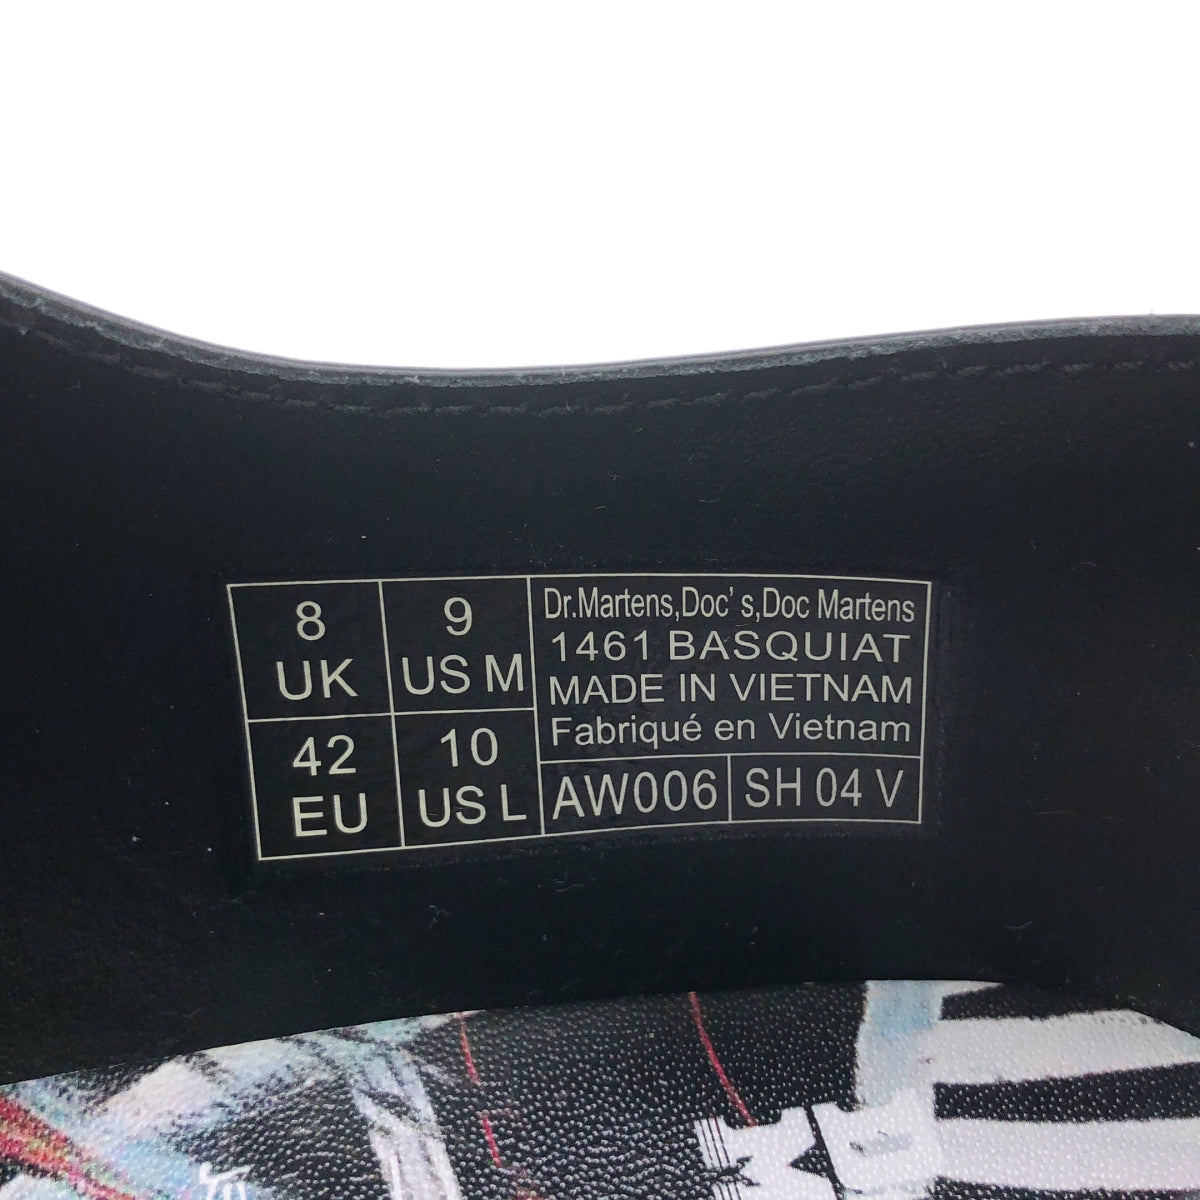 8
UK
9
US M
42
EU
10
US L
Dr.Martens,Doc's,Doc Martens
1461 BASQUIAT
MADE IN VIETNAM
Fabriqué en Vietnam
AW006
SH 04 V